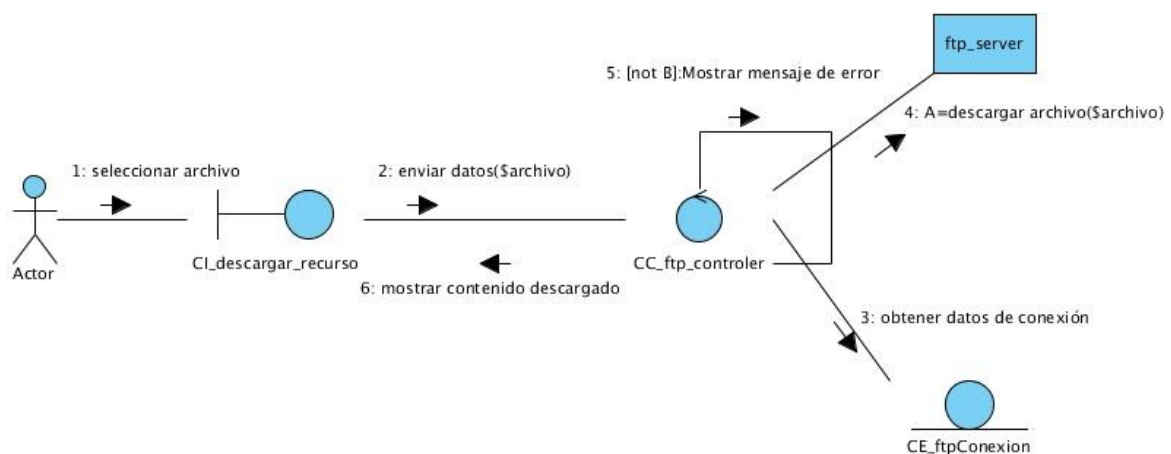 ftp_server
5: [not B]:Mostrar mensaje de error
4: A=descargar archivo($archivo)
1: seleccionar archivo
2: enviar datos($archivo)
Actor
CI_descargar_recurso
CC_ftp_controler
6: mostrar contenido descargado
3: obtener datos de conexión
CE_ftpConexion